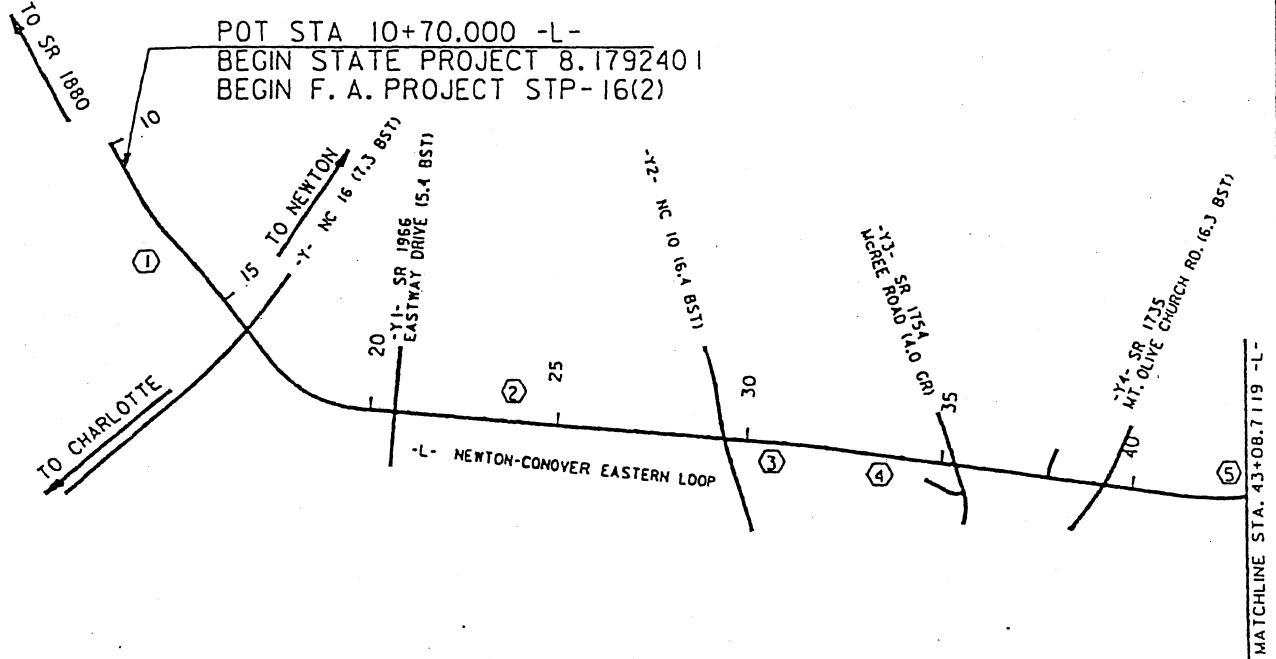 TO SR 1880
POT STA 10+70.000 -L-
BEGIN STATE PROJECT 8.1792401
BEGIN F. A. PROJECT STP-16(2)
10
1
15
TO NEWTON
-Y- NC 16 (7.3 BST)
TO CHARLOTTE
20
-Y1- SR 1966
EASTWAY DRIVE (5.4 BST)
2
25
-L- NEWTON-CONOVER EASTERN LOOP
-Y2- NC 10 (6.4 BST)
30
3
4
-Y3- SR 1754
McREE ROAD (4.0 GR)
35
-Y4- SR 1735
MT. OLIVE CHURCH RD. (6.3 BST)
40
5
MATCHLINE STA. 43+08.7119 -L-